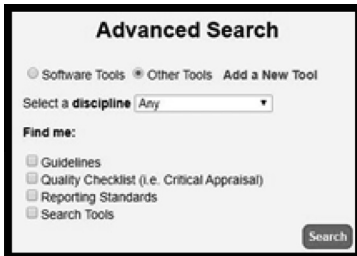 Advanced Search
Software Tools Other Tools Add a New Tool
Select a discipline Any
Find me:
Guidelines
Quality Checklist (i.e. Critical Appraisal)
Reporting Standards
Search Tools
Search